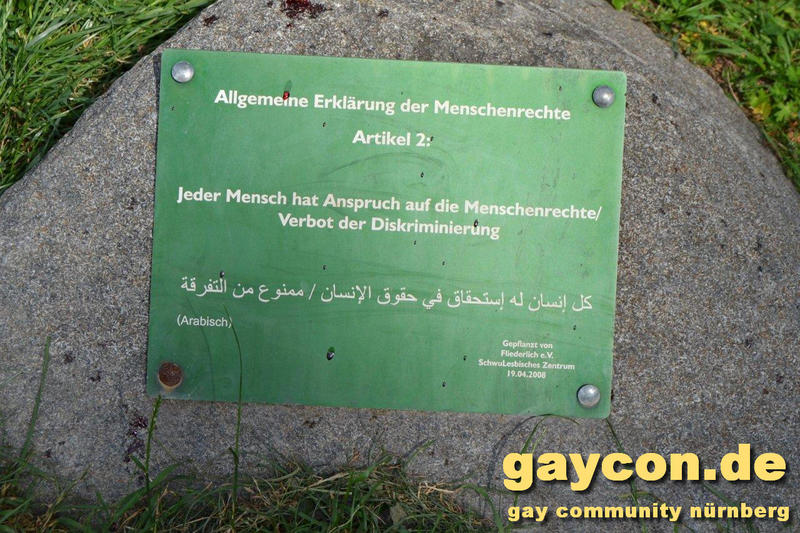 Allgemeine Erklärung der Menschenrechte
Artikel 2:
Jeder Mensch hat Anspruch auf die Menschenrechte/
Verbot der Diskriminierung
كل إنسان له إستحقاق في حقوق الإنسان / ممنوع من التفرقة
(Arabisch)
Gepflanzt von
Fliederlich e.V.
SchwuLesbisches Zentrum
19.04.2008
gaycon.de
gay community nürnberg